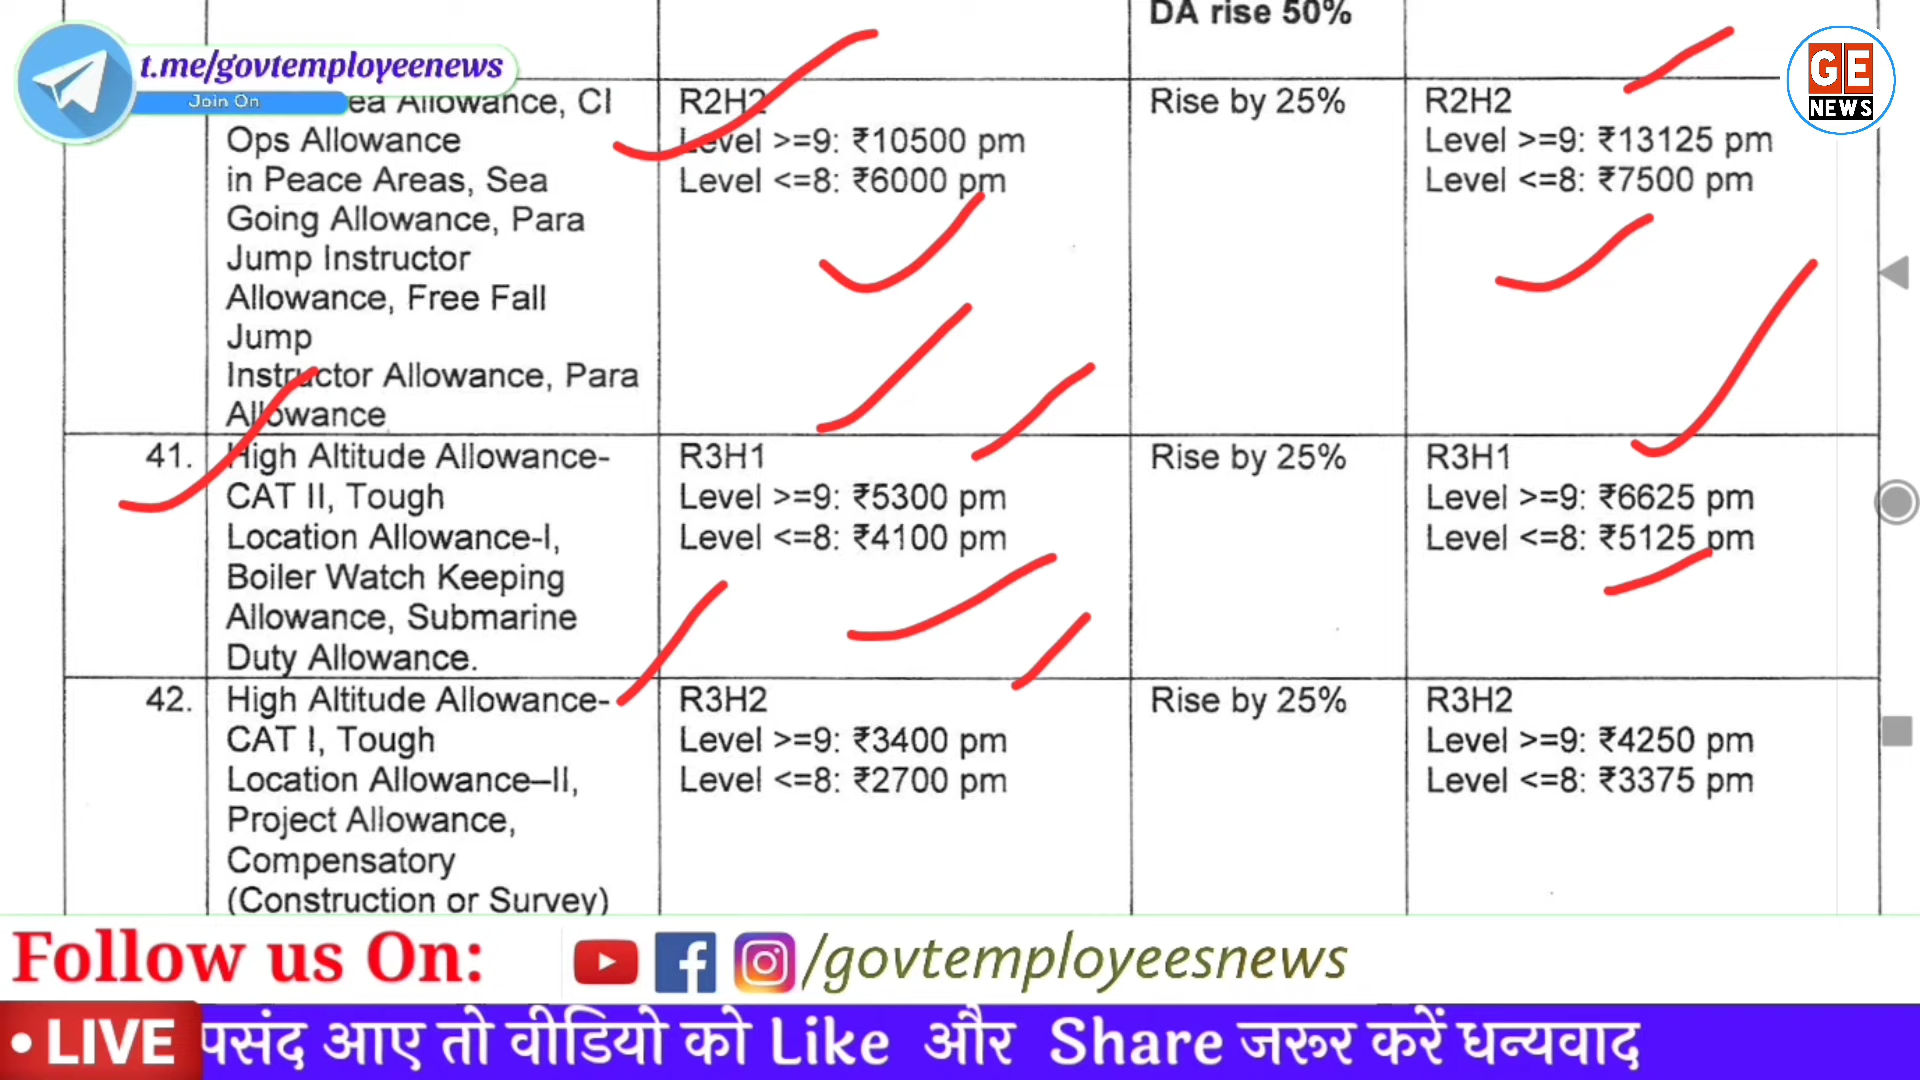 DA rise 50%
t.me/govtemployeenews
Join On
GE
NEWS
Allowance, CI
Ops Allowance
in Peace Areas, Sea
Going Allowance, Para
Jump Instructor
Allowance, Free Fall
Jump
Instructor Allowance, Para
Allowance
R2H2
Level >=9: ₹10500 pm
Level <=8: ₹6000 pm
Rise by 25%
R2H2
Level >=9: ₹13125 pm
Level <=8: ₹7500 pm
41.
High Altitude Allowance-
CAT II, Tough
Location Allowance-I,
Boiler Watch Keeping
Allowance, Submarine
Duty Allowance.
R3H1
Level >=9: ₹5300 pm
Level <=8: ₹4100 pm
Rise by 25%
R3H1
Level >=9: ₹6625 pm
Level <=8: ₹5125 pm
42.
High Altitude Allowance-
CAT I, Tough
Location Allowance–II,
Project Allowance,
Compensatory
(Construction or Survey)
R3H2
Level >=9: ₹3400 pm
Level <=8: ₹2700 pm
Rise by 25%
R3H2
Level >=9: ₹4250 pm
Level <=8: ₹3375 pm
Follow us On:
/govtemployeesnews
• LIVE
पसंद आए तो वीडियो को Like और Share जरूर करें धन्यवाद